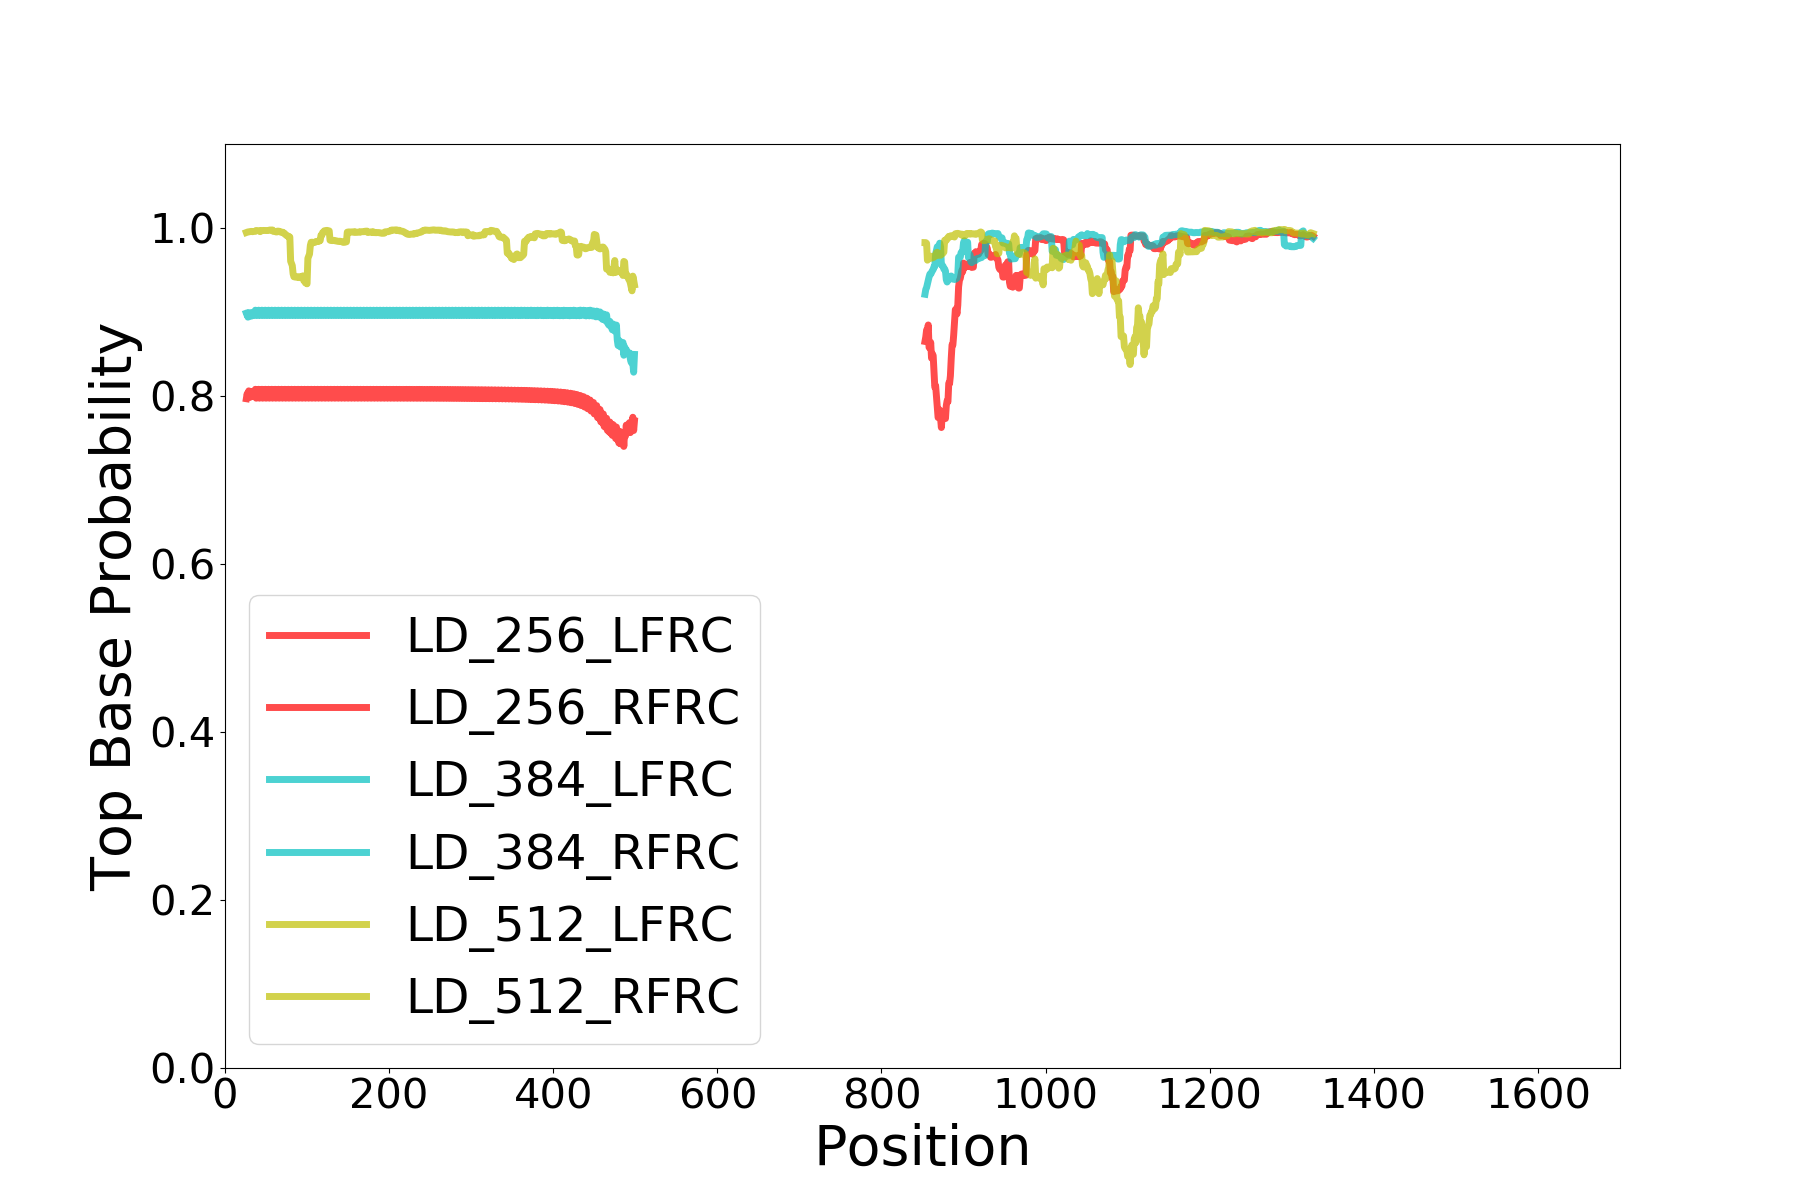 Top Base Probability
1.0
0.8
0.6
0.4
0.2
0.0
LD_256_LFRC
LD_256_RFRC
LD_384_LFRC
LD_384_RFRC
LD_512_LFRC
LD_512_RFRC
0 200 400 600 800 1000 1200 1400 1600
Position